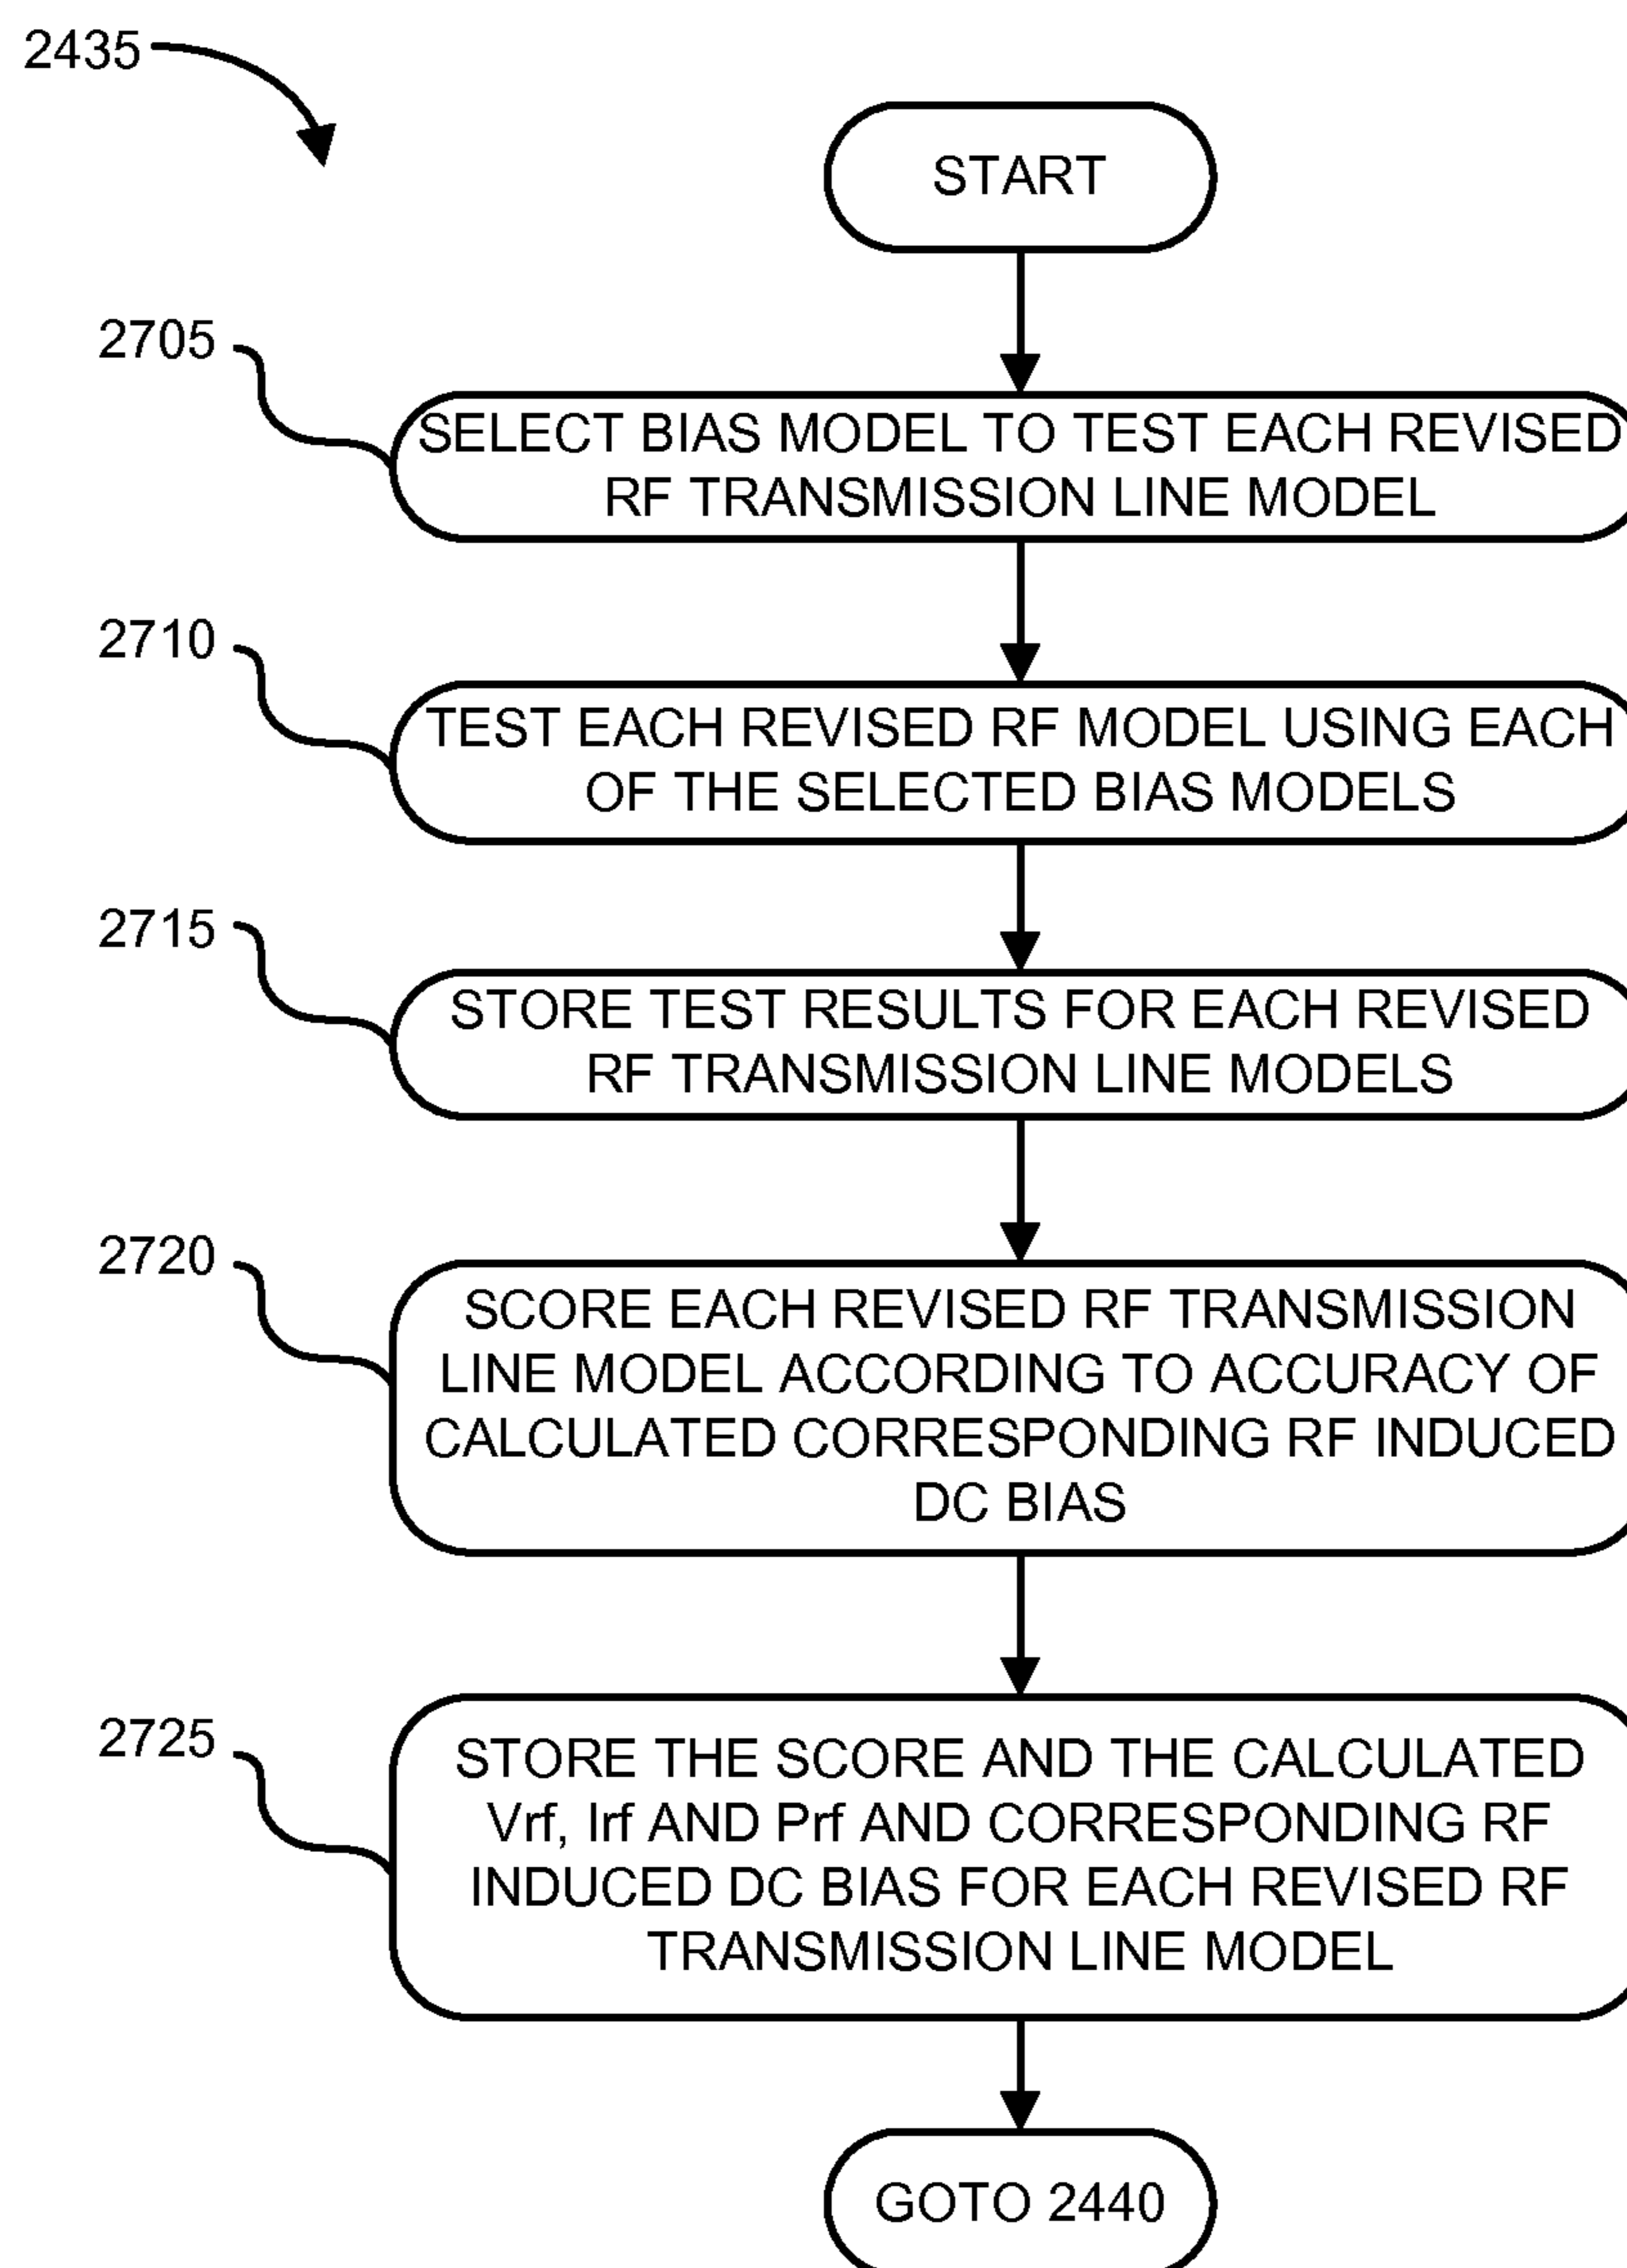 2435
START
2705
SELECT BIAS MODEL TO TEST EACH REVISED
RF TRANSMISSION LINE MODEL
2710
TEST EACH REVISED RF MODEL USING EACH
OF THE SELECTED BIAS MODELS
2715
STORE TEST RESULTS FOR EACH REVISED
RF TRANSMISSION LINE MODELS
2720
SCORE EACH REVISED RF TRANSMISSION
LINE MODEL ACCORDING TO ACCURACY OF
CALCULATED CORRESPONDING RF INDUCED
DC BIAS
2725
STORE THE SCORE AND THE CALCULATED
Vrf, Irf AND Prf AND CORRESPONDING RF
INDUCED DC BIAS FOR EACH REVISED RF
TRANSMISSION LINE MODEL
GOTO 2440